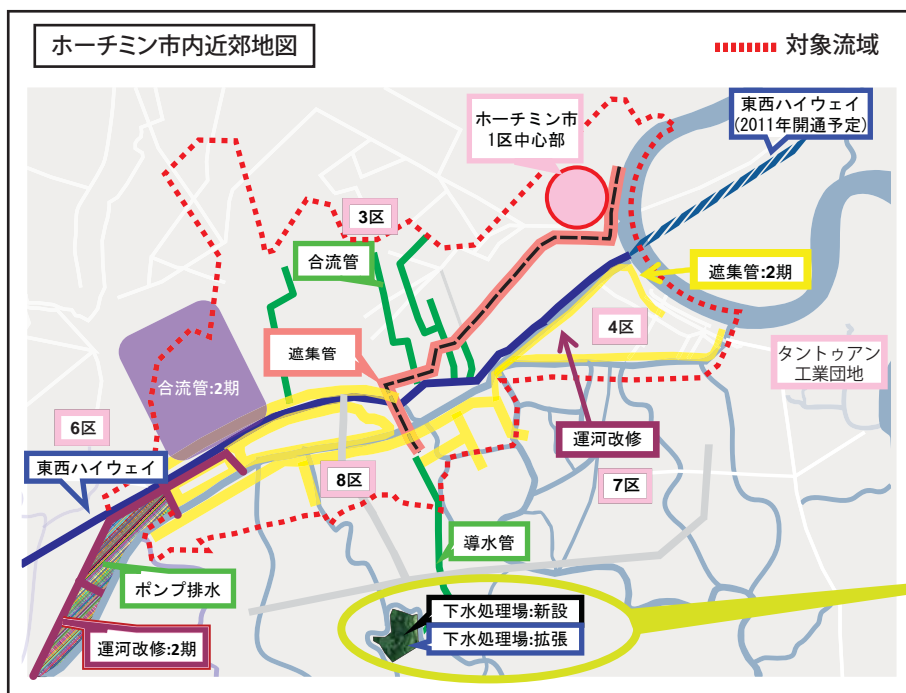 ホーチミン市内近郊地図
対象流域
東西ハイウェイ
(2011年開通予定)
ホーチミン市
1区中心部
3区
合流管
遮集管:2期
4区
遮集管
タントゥアン
工業団地
合流管:2期
6区
運河改修
東西ハイウェイ
8区
7区
導水管
ポンプ排水
下水処理場:新設
下水処理場:拡張
運河改修:2期